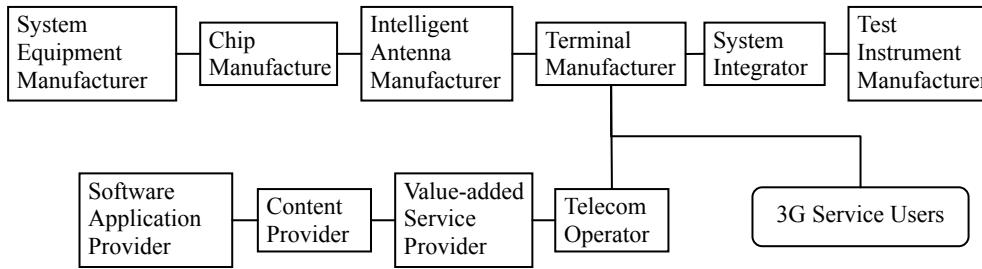 System
Equipment
Manufacturer
Chip
Manufacture
Intelligent
Antenna
Manufacturer
Terminal
Manufacturer
System
Integrator
Test
Instrument
Manufacturer
Software
Application
Provider
Content
Provider
Value-added
Service
Provider
Telecom
Operator
3G Service Users